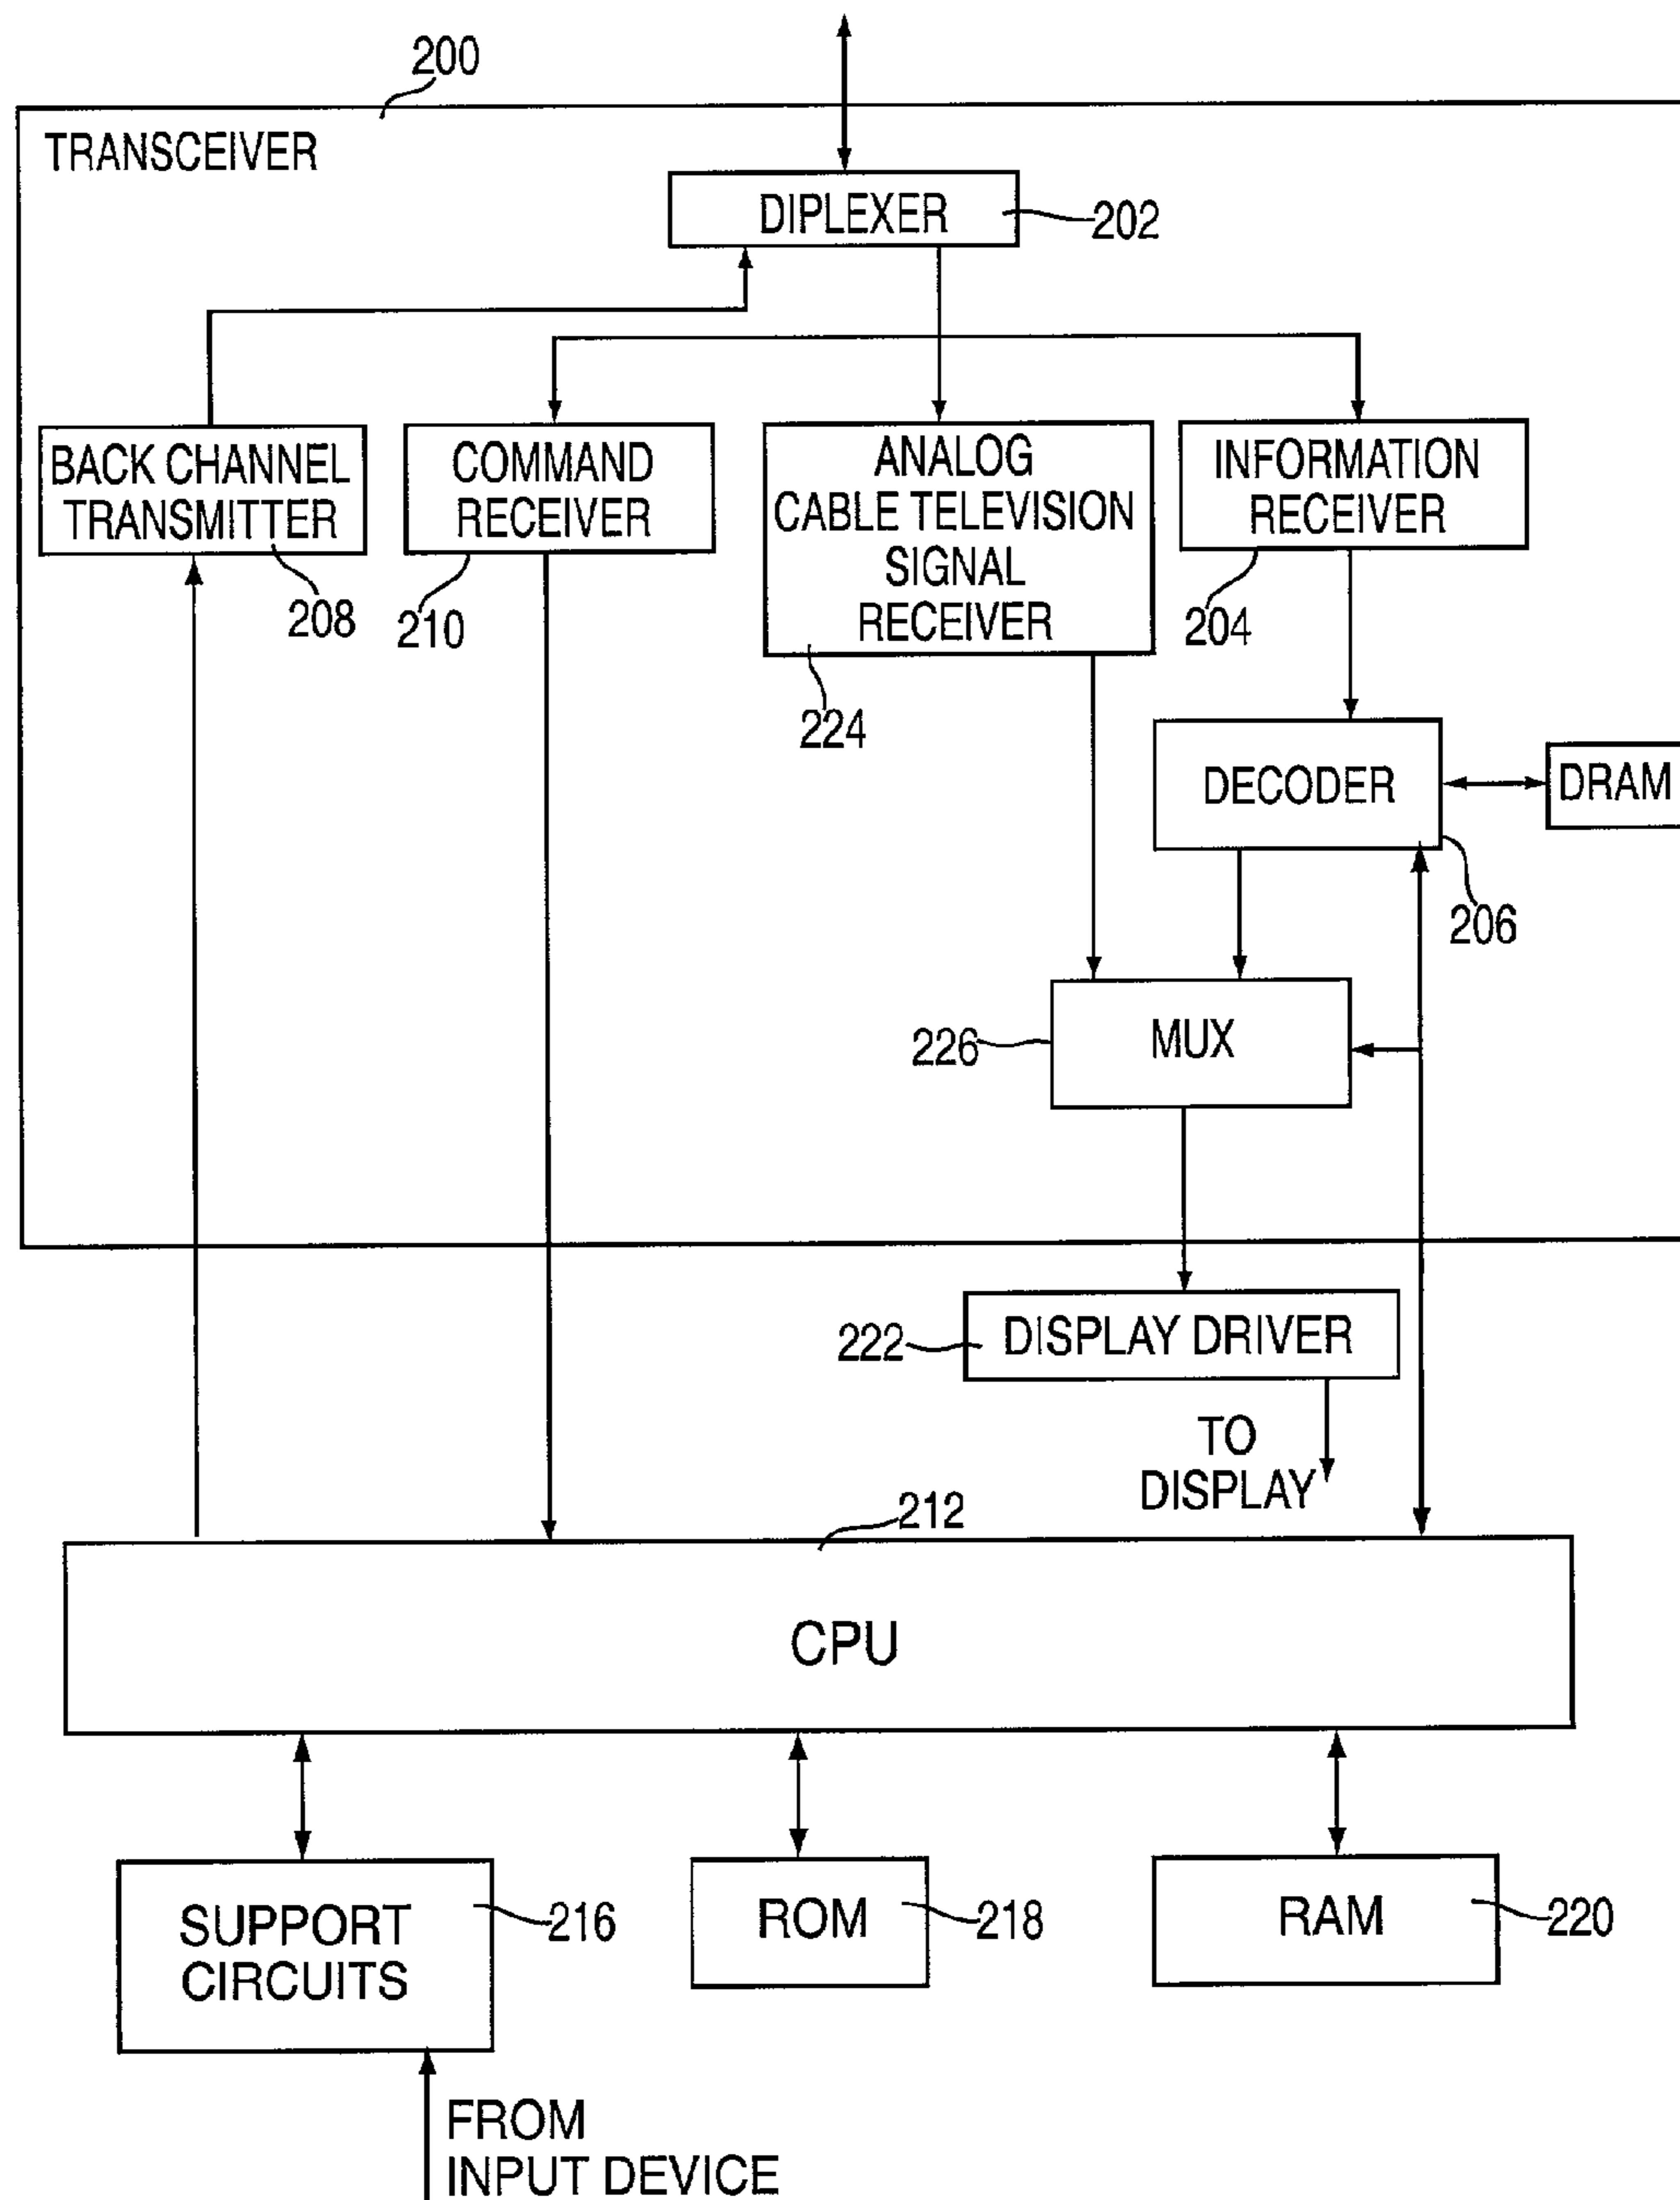 200
TRANSCEIVER
DIPLEXER
202
BACK CHANNEL
TRANSMITTER
208
COMMAND
RECEIVER
210
ANALOG
CABLE TELEVISION
SIGNAL
RECEIVER
224
INFORMATION
RECEIVER
204
DECODER
DRAM
206
226
MUX
222
DISPLAY DRIVER
TO
DISPLAY
212
CPU
SUPPORT
CIRCUITS
216
ROM
218
RAM
220
FROM
INPUT DEVICE